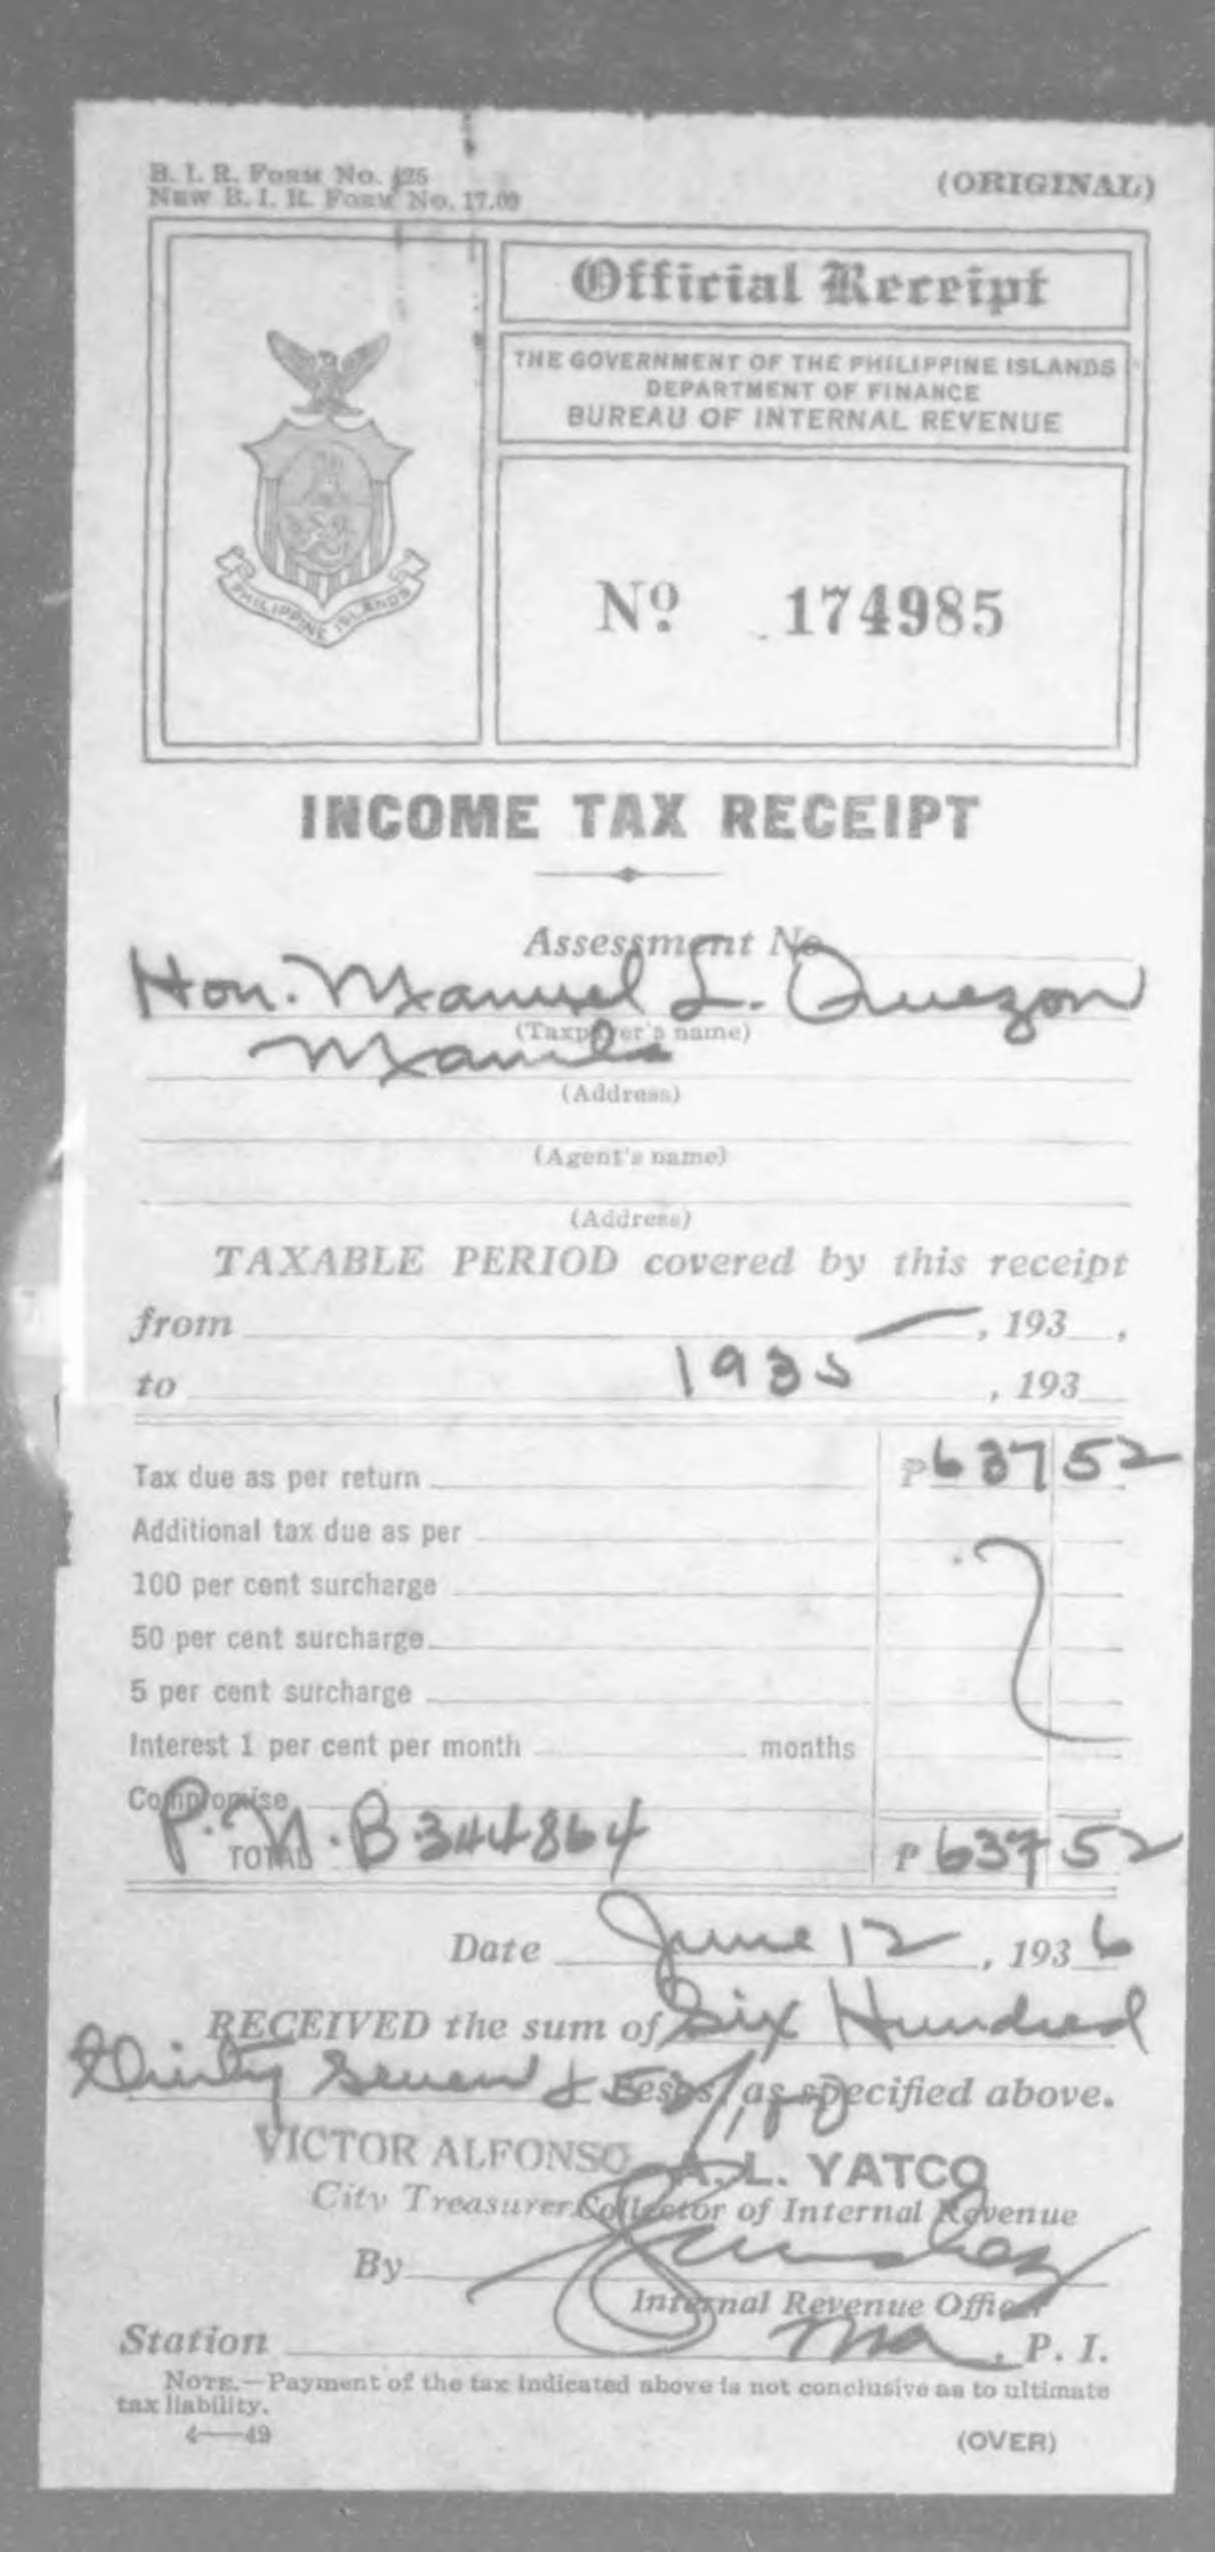 B. I. R. FORM No. 425
NEW B. I. R. FORM No. 17.09
(ORIGINAL)
Official Receipt
THE GOVERNMENT OF THE PHILIPPINE ISLANDS
DEPARTMENT OF FINANCE
BUREAU OF INTERNAL REVENUE
PHILIPPINE ISLANDS
Nº 174985
INCOME TAX RECEIPT
Assessment No.
Hon. Manuel L. Quezon
(Taxpayer's name)
Manila
(Address)
(Agent's name)
(Address)
TAXABLE PERIOD covered by this receipt
from , 193 ,
to 1935 , 193
Tax due as per return ₱ 637 52
Additional tax due as per
100 per cent surcharge
50 per cent surcharge
5 per cent surcharge
Interest 1 per cent per month months
Compromise
P.N. B 344864
TOTAL ₱ 637 52
Date June 12, 1936
RECEIVED the sum of Six Hundred
thirty seven & 52/100 Pesos, as specified above.
VICTOR ALFONSO A. L. YATCO
City Treasurer Collector of Internal Revenue
By
Internal Revenue Officer
Station Mla, P. I.
NOTE.—Payment of the tax indicated above is not conclusive as to ultimate
tax liability.
4—49
(OVER)